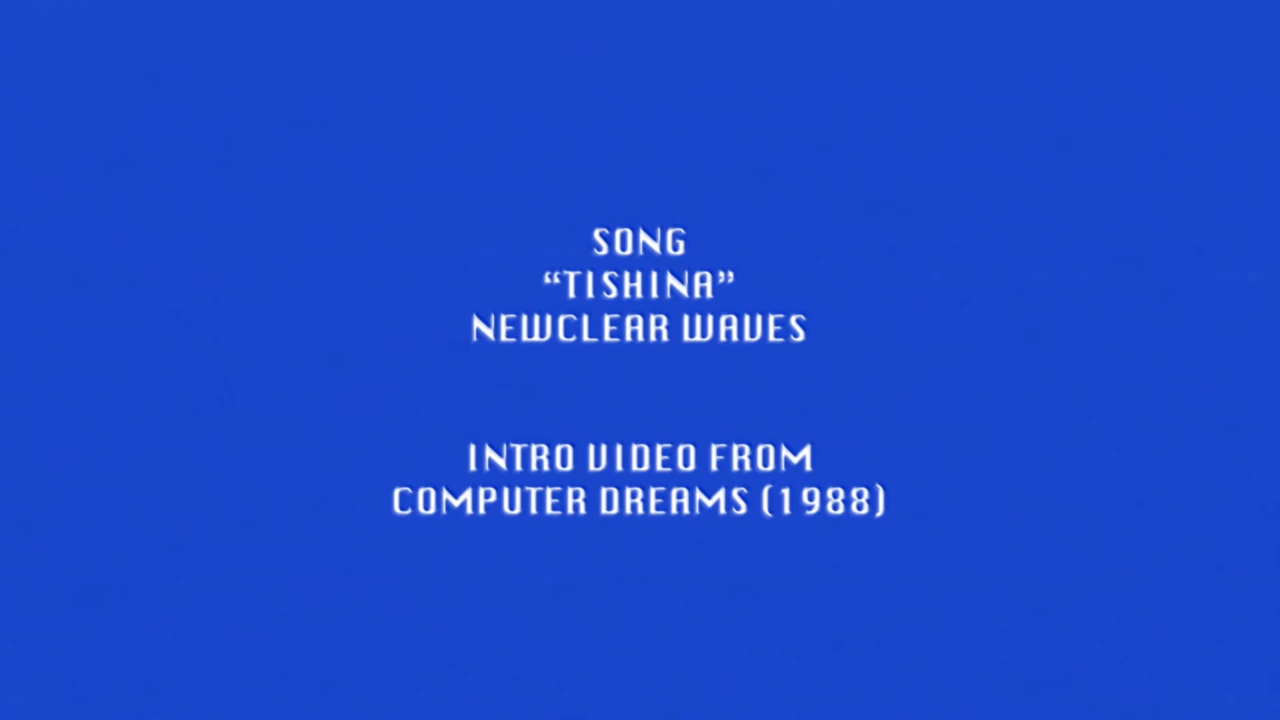 SONG
“TISHINA”
NEWCLEAR WAVES
INTRO VIDEO FROM
COMPUTER DREAMS (1988)